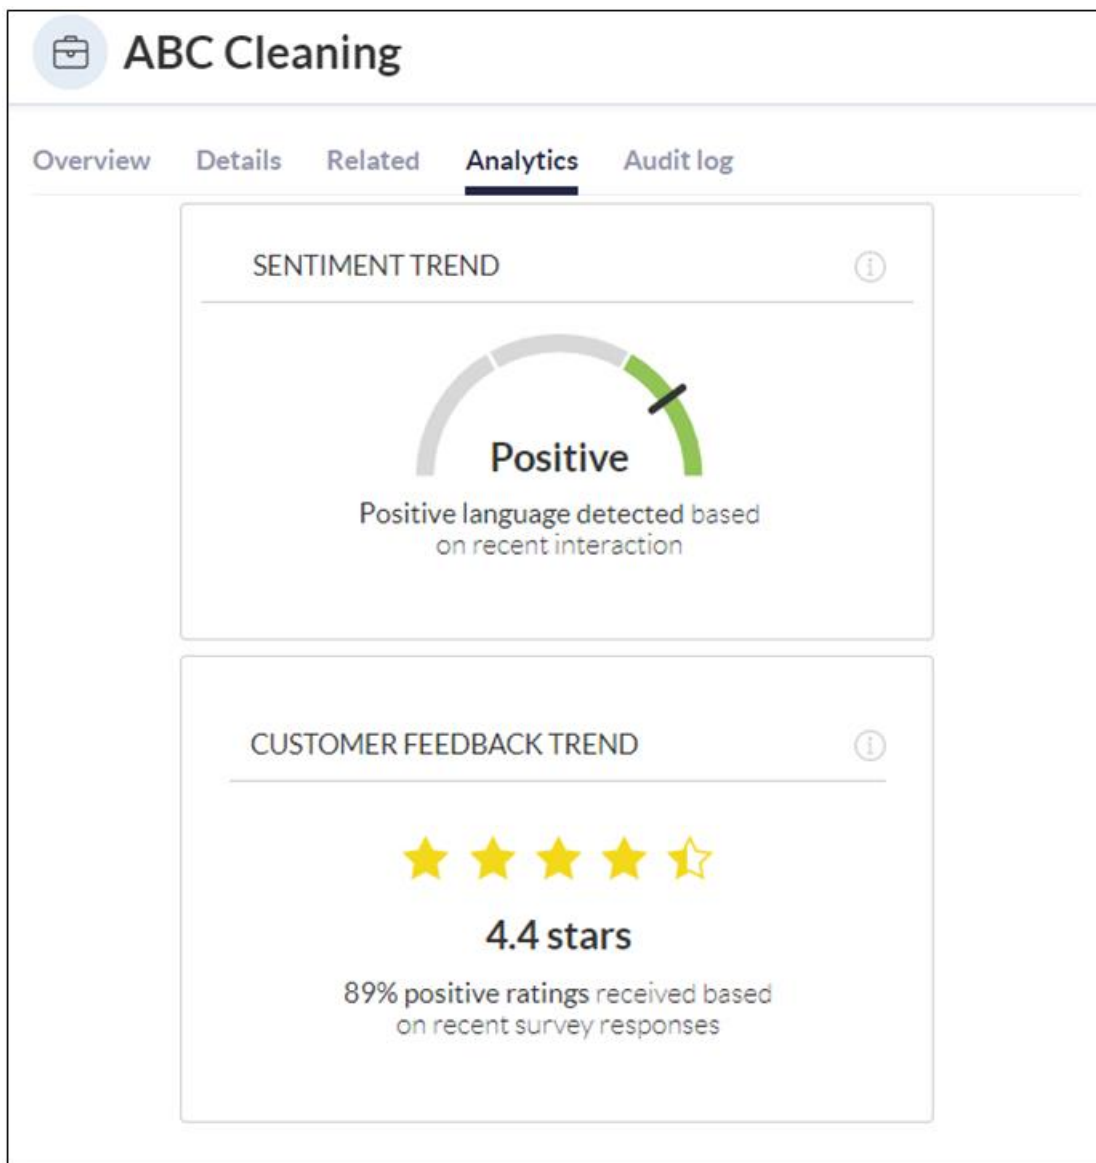 ABC Cleaning
Overview Details Related Analytics Audit log
SENTIMENT TREND
Positive
Positive language detected based
on recent interaction
CUSTOMER FEEDBACK TREND
4.4 stars
89% positive ratings received based
on recent survey responses